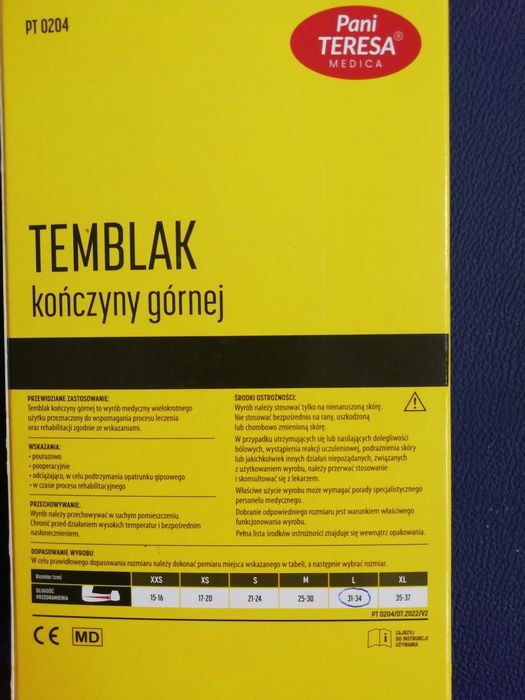 PT 0204
Pani
TERESA®
MEDICA
TEMBLAK
kończyny górnej
PRZEWIDZIANE ZASTOSOWANIE:
Temblak kończyny górnej to wyrób medyczny wielokrotnego
użytku przeznaczony do wspomagania procesu leczenia
oraz rehabilitacji zgodnie ze wskazaniami.
WSKAZANIA:
• pourazowo
• pooperacyjnie
• odciążająco, w celu podtrzymania opatrunku gipsowego
• w czasie procesu rehabilitacyjnego
PRZECHOWYWANIE:
Wyrób należy przechowywać w suchym pomieszczeniu.
Chronić przed działaniem wysokich temperatur i bezpośrednim
nasłonecznieniem.
ŚRODKI OSTROŻNOŚCI:
Wyrób należy stosować tylko na nienaruszoną skórę.
Nie stosować bezpośrednio na rany, uszkodzoną
lub chorobowo zmienioną skórę.
W przypadku utrzymujących się lub nasilających dolegliwości
bólowych, wystąpienia reakcji uczuleniowej, podrażnienia skóry
lub jakichkolwiek innych działań niepożądanych, związanych
z użytkowaniem wyrobu, należy przerwać stosowanie
i skonsultować się z lekarzem.
Właściwe użycie wyrobu może wymagać porady specjalistycznego
personelu medycznego.
Dobranie odpowiedniego rozmiaru jest warunkiem właściwego
funkcjonowania wyrobu.
Pełna lista środków ostrożności znajduje się wewnątrz opakowania.
DOPASOWANIE WYROBU:
W celu prawidłowego dopasowania rozmiaru należy dokonać pomiaru miejsca wskazanego w tabeli, a następnie wybrać rozmiar.
Rozmiar (cm) XXS XS S M L XL
DŁUGOŚĆ
PRZEDRAMIENIA 15-16 17-20 21-24 25-30 31-34 35-37
PT 0204/07.2022/V2
CE MD
ZAJRZYJ
DO INSTRUKCJI
UŻYWANIA